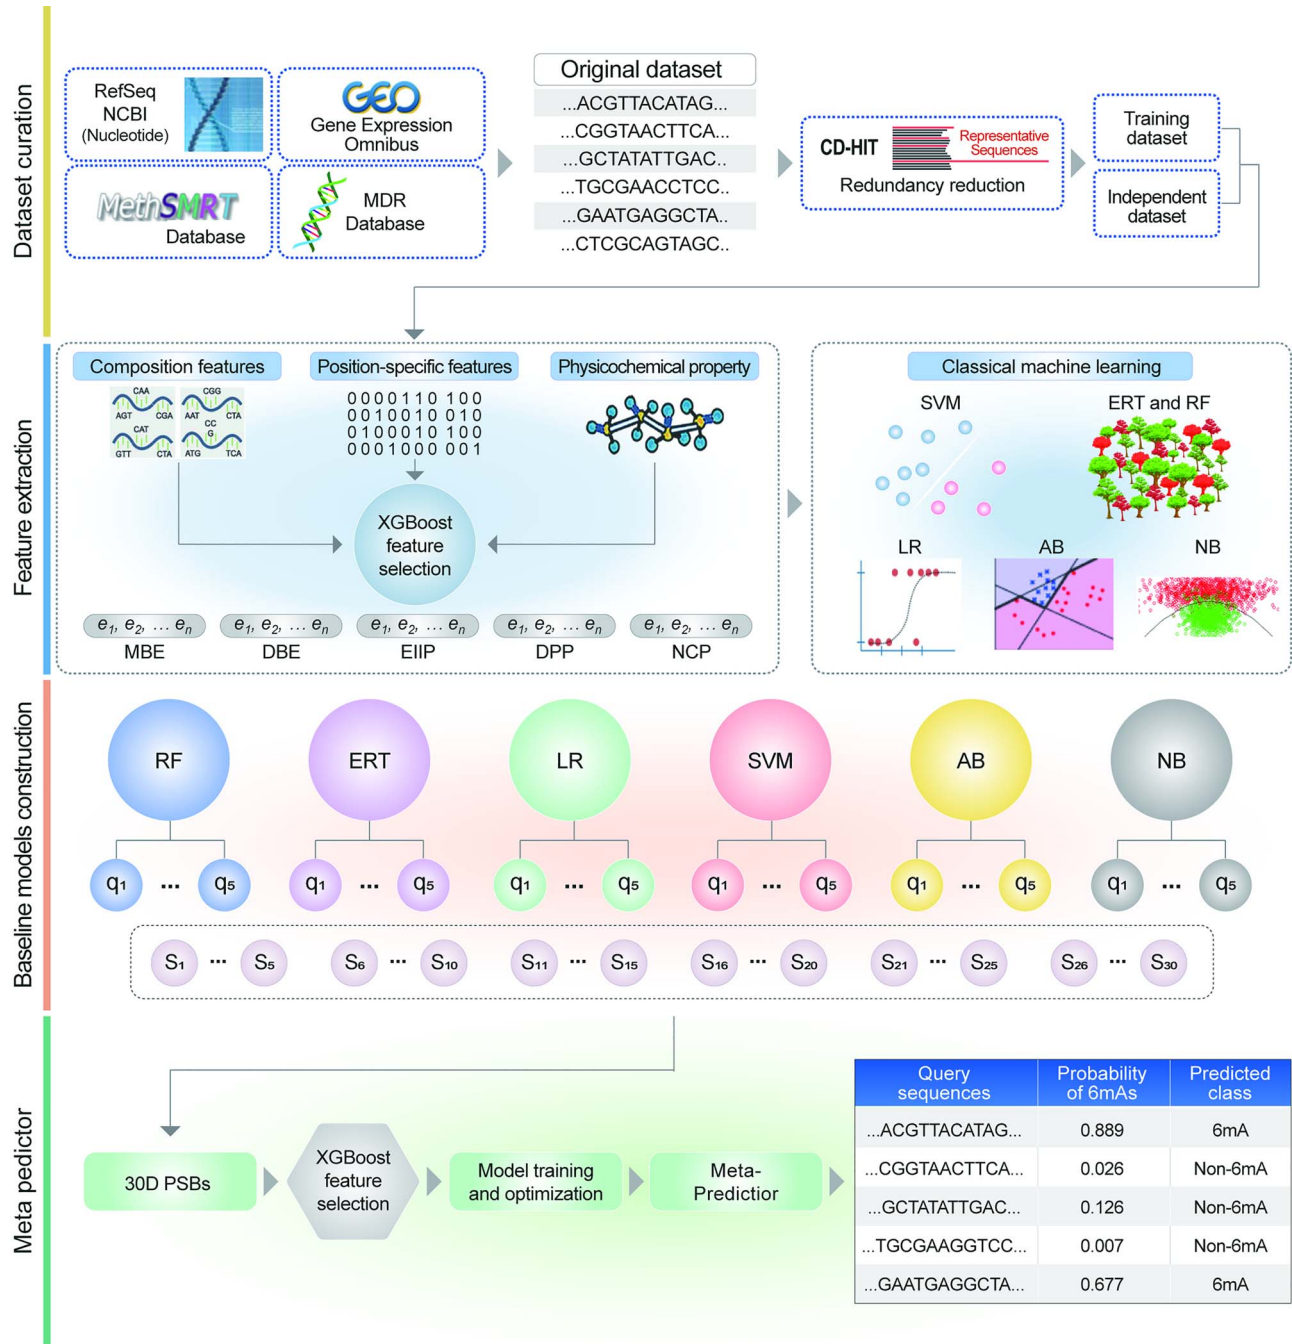 Dataset curation
RefSeq
NCBI
(Nucleotide)
GEO
Gene Expression
Omnibus
MethSMRT
Database
MDR
Database
Original dataset
...ACGTTACATAG...
...CGGTAACTTCA...
...GCTATATTGAC..
...TGCGAACCTCC..
...GAATGAGGCTA..
...CTCGCAGTAGC..
CD-HIT
Representative
Sequences
Redundancy reduction
Training
dataset
Independent
dataset
Feature extraction
Composition features
CAA
AGT CGA
CGG
AAT CTA
CAT
GTT CTA
CC
G
ATG TCA
Position-specific features
0000110 100
0010010 010
0100010 100
0001000 001
Physicochemical property
XGBoost
feature
selection
e1, e2, ... en
e1, e2, ... en
e1, e2, ... en
e1, e2, ... en
e1, e2, ... en
MBE
DBE
EIIP
DPP
NCP
Classical machine learning
SVM
ERT and RF
LR
AB
NB
Baseline models construction
RF
ERT
LR
SVM
AB
NB
q1 ... q5
q1 ... q5
q1 ... q5
q1 ... q5
q1 ... q5
q1 ... q5
S1 ... S5
S6 ... S10
S11 ... S15
S16 ... S20
S21 ... S25
S26 ... S30
Meta pedictor
30D PSBs
XGBoost
feature
selection
Model training
and optimization
Meta-
Predictior
Query
sequences
Probability
of 6mAs
Predicted
class
...ACGTTACATAG... 0.889 6mA
...CGGTAACTTCA... 0.026 Non-6mA
...GCTATATTGAC... 0.126 Non-6mA
...TGCGAAGGTCC... 0.007 Non-6mA
...GAATGAGGCTA... 0.677 6mA